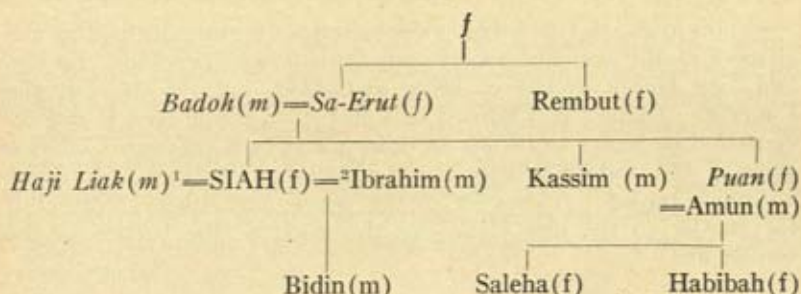 f
Badoh(m)=Sa-Erut(f) Rembut(f)
Haji Liak(m)¹=SIAH(f)=²Ibrahim(m) Kassim (m) Puan(f)
=Amun(m)
Bidin(m) Saleha(f) Habibah(f)